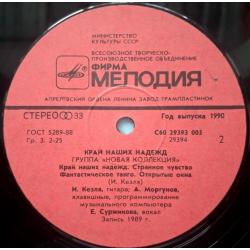 МИНИСТЕРСТВО
КУЛЬТУРЫ СССР
ВСЕСОЮЗНОЕ ТВОРЧЕСКО-
ПРОИЗВОДСТВЕННОЕ ОБЪЕДИНЕНИЕ
ФИРМА
МЕЛОДИЯ
АПРЕЛЕВСКИЙ ОРДЕНА ЛЕНИНА ЗАВОД ГРАМПЛАСТИНОК
СТЕРЕО 33
Год выпуска 1990
ГОСТ 5289-88
С60 29393 003
Гр. 3. 2-25
29394
2
КРАЙ НАШИХ НАДЕЖД
ГРУППА «НОВАЯ КОЛЛЕКЦИЯ»
Край наших надежд. Странное чувство
Фантастическое танго. Открытые окна
(И. Кезля)
И. Кезля, гитара; А. Моргунов,
клавишные, программирование
музыкального компьютера
Е. Сурженкова, вокал
Запись 1989 г.